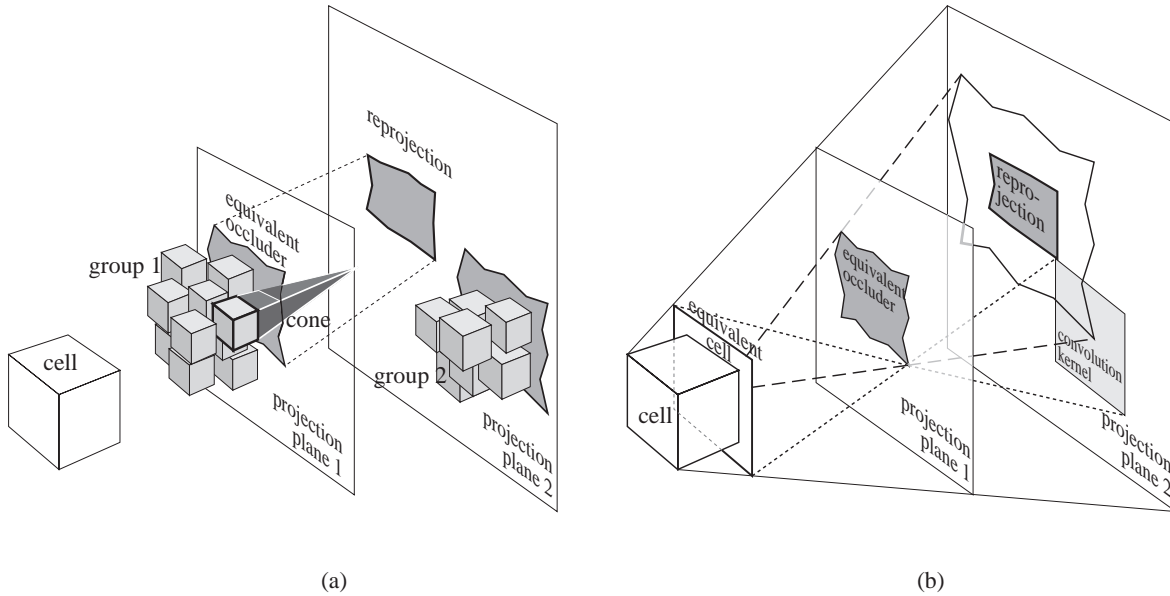 reprojection
equivalent
occluder
group 1
cone
cell
group 2
projection
plane 1
projection
plane 2
(a)
repro-
jection
equivalent
occluder
equivalent
cell
convolution
kernel
cell
projection
plane 1
projection
plane 2
(b)